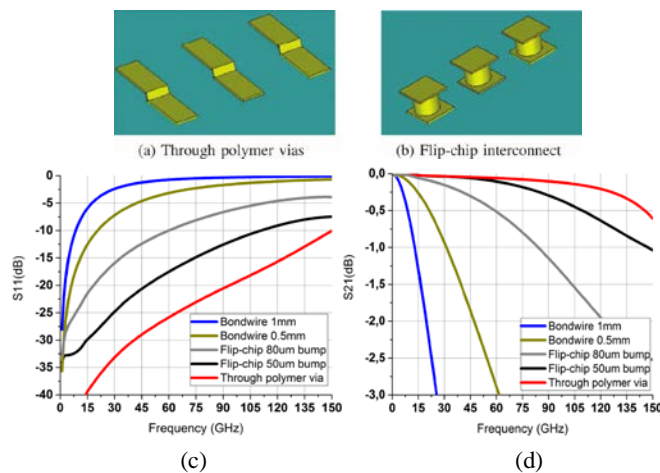 (a) Through polymer vias
(b) Flip-chip interconnect
0
-5
-10
-15
-20
-25
-30
-35
-40
S11(dB)
Bondwire 1mm
Bondwire 0.5mm
Flip-chip 80um bump
Flip-chip 50um bump
Through polymer via
0 15 30 45 60 75 90 105 120 135 150
Frequency (GHz)
(c)
0,0
-0,5
-1,0
-1,5
-2,0
-2,5
-3,0
S21(dB)
Bondwire 1mm
Bondwire 0.5mm
Flip-chip 80um bump
Flip-chip 50um bump
Through polymer via
0 15 30 45 60 75 90 105 120 135 150
Frequency (GHz)
(d)